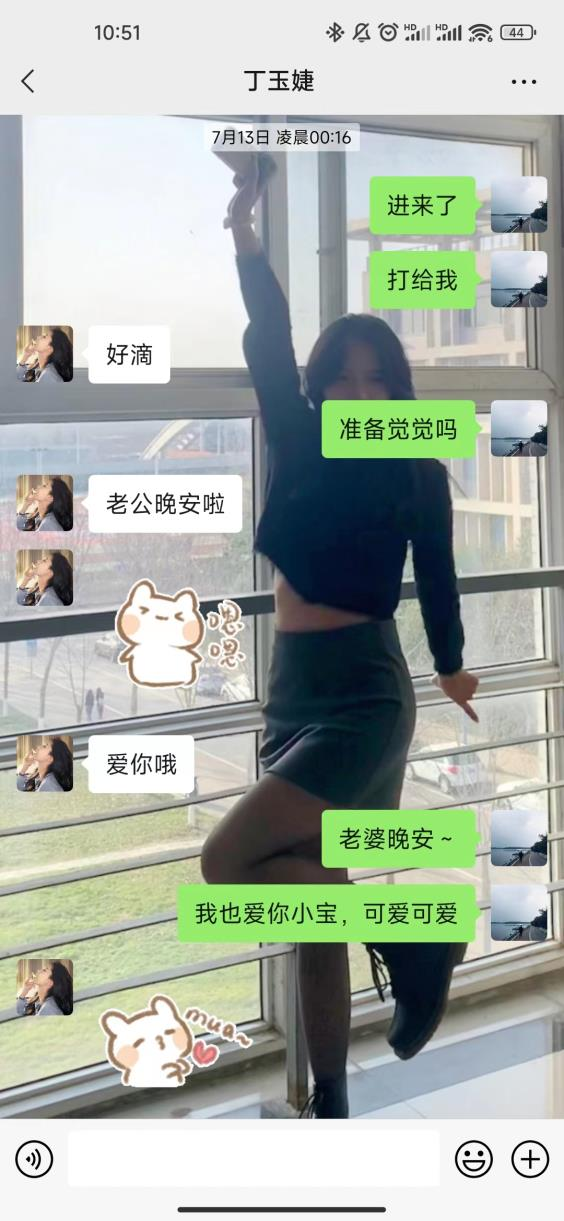 10:51
HD
HD
6
44
丁玉婕
7月13日 凌晨00:16
进来了
打给我
好滴
准备觉觉吗
老公晚安啦
嗯
嗯
爱你哦
老婆晚安~
我也爱你小宝，可爱可爱
mua~